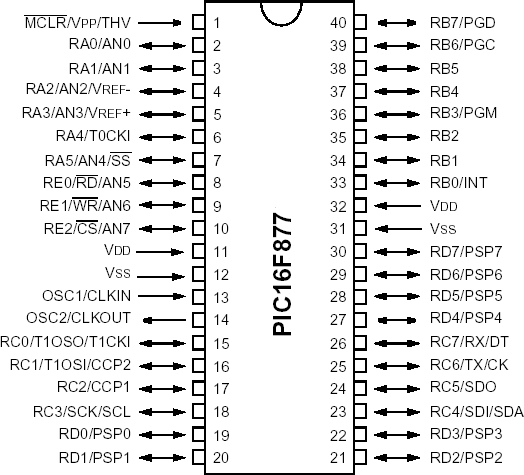 MCLR/VPP/THV 1 40 RB7/PGD
RA0/AN0 2 39 RB6/PGC
RA1/AN1 3 38 RB5
RA2/AN2/VREF- 4 37 RB4
RA3/AN3/VREF+ 5 36 RB3/PGM
RA4/T0CKI 6 35 RB2
RA5/AN4/SS 7 34 RB1
RE0/RD/AN5 8 33 RB0/INT
RE1/WR/AN6 9 32 VDD
RE2/CS/AN7 10 31 VSS
VDD 11 30 RD7/PSP7
VSS 12 29 RD6/PSP6
OSC1/CLKIN 13 28 RD5/PSP5
OSC2/CLKOUT 14 27 RD4/PSP4
RC0/T1OSO/T1CKI 15 26 RC7/RX/DT
RC1/T1OSI/CCP2 16 25 RC6/TX/CK
RC2/CCP1 17 24 RC5/SDO
RC3/SCK/SCL 18 23 RC4/SDI/SDA
RD0/PSP0 19 22 RD3/PSP3
RD1/PSP1 20 21 RD2/PSP2
PIC16F877